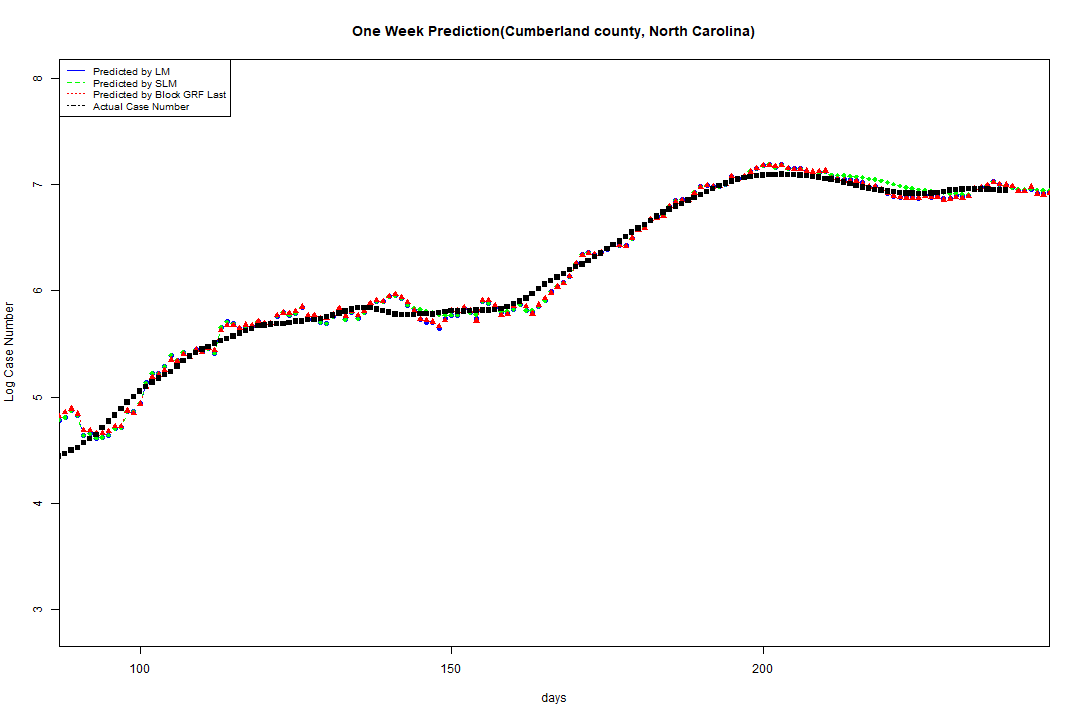 One Week Prediction(Cumberland county, North Carolina)
Predicted by LM
Predicted by SLM
Predicted by Block GRF Last
Actual Case Number
8
7
6
5
4
3
Log Case Number
100 150 200
days